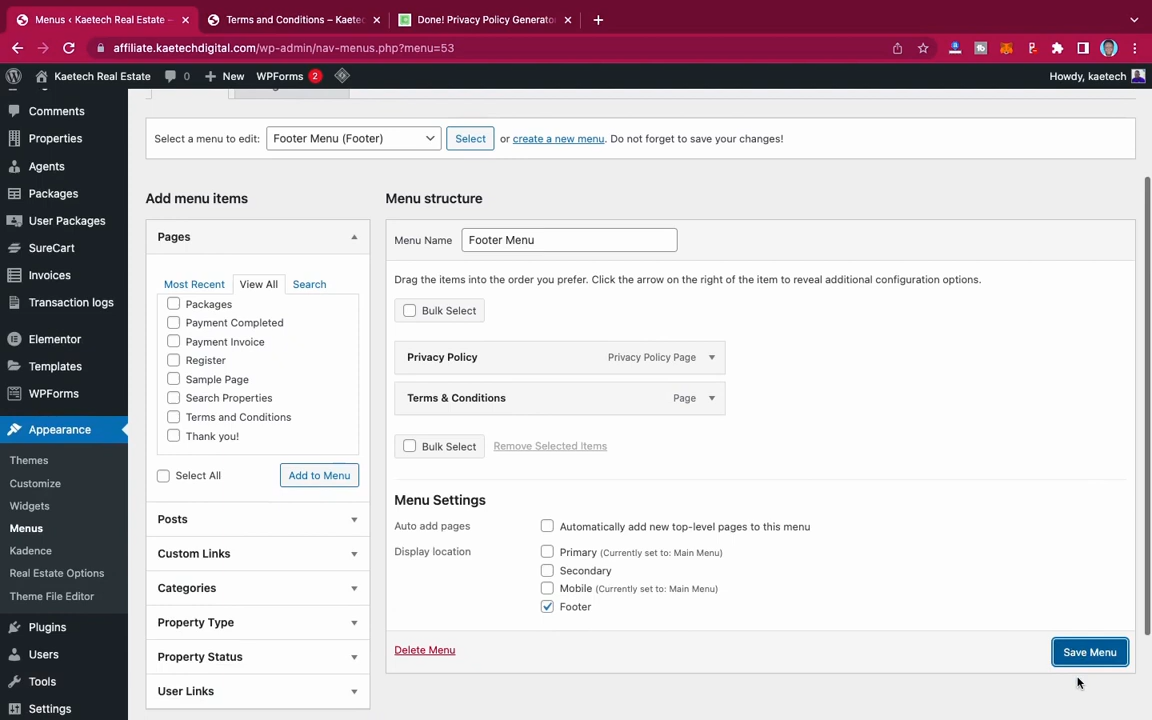 Menus ‹ Kaetech Real Estate –
Terms and Conditions – Kaetec
Done! Privacy Policy Generato
affiliate.kaetechdigital.com/wp-admin/nav-menus.php?menu=53
Kaetech Real Estate
0
New
WPForms 2
Howdy, kaetech
Comments
Properties
Agents
Packages
User Packages
SureCart
Invoices
Transaction logs
Elementor
Templates
WPForms
Appearance
Themes
Customize
Widgets
Menus
Kadence
Real Estate Options
Theme File Editor
Plugins
Users
Tools
Settings
Select a menu to edit: Footer Menu (Footer) Select or create a new menu. Do not forget to save your changes!
Add menu items
Pages
Most Recent View All Search
Packages
Payment Completed
Payment Invoice
Register
Sample Page
Search Properties
Terms and Conditions
Thank you!
Select All Add to Menu
Posts
Custom Links
Categories
Property Type
Property Status
User Links
Menu structure
Menu Name Footer Menu
Drag the items into the order you prefer. Click the arrow on the right of the item to reveal additional configuration options.
Bulk Select
Privacy Policy Privacy Policy Page
Terms & Conditions Page
Bulk Select Remove Selected Items
Menu Settings
Auto add pages Automatically add new top-level pages to this menu
Display location Primary (Currently set to: Main Menu)
Secondary
Mobile (Currently set to: Main Menu)
Footer
Delete Menu Save Menu